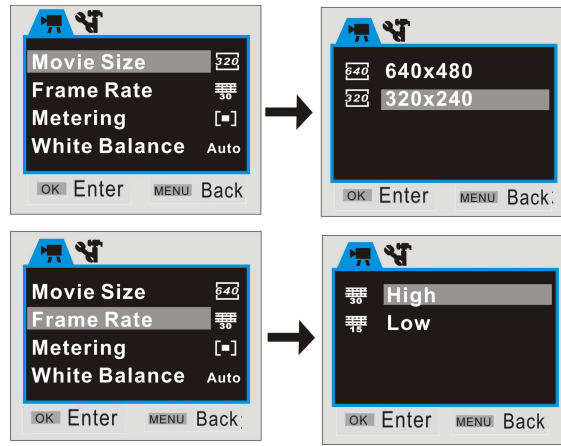 Movie Size 320
Frame Rate 30
Metering
White Balance Auto
OK Enter MENU Back
640 640x480
320 320x240
OK Enter MENU Back:
Movie Size 640
Frame Rate 30
Metering
White Balance Auto
OK Enter MENU Back;
30 High
15 Low
OK Enter MENU Back